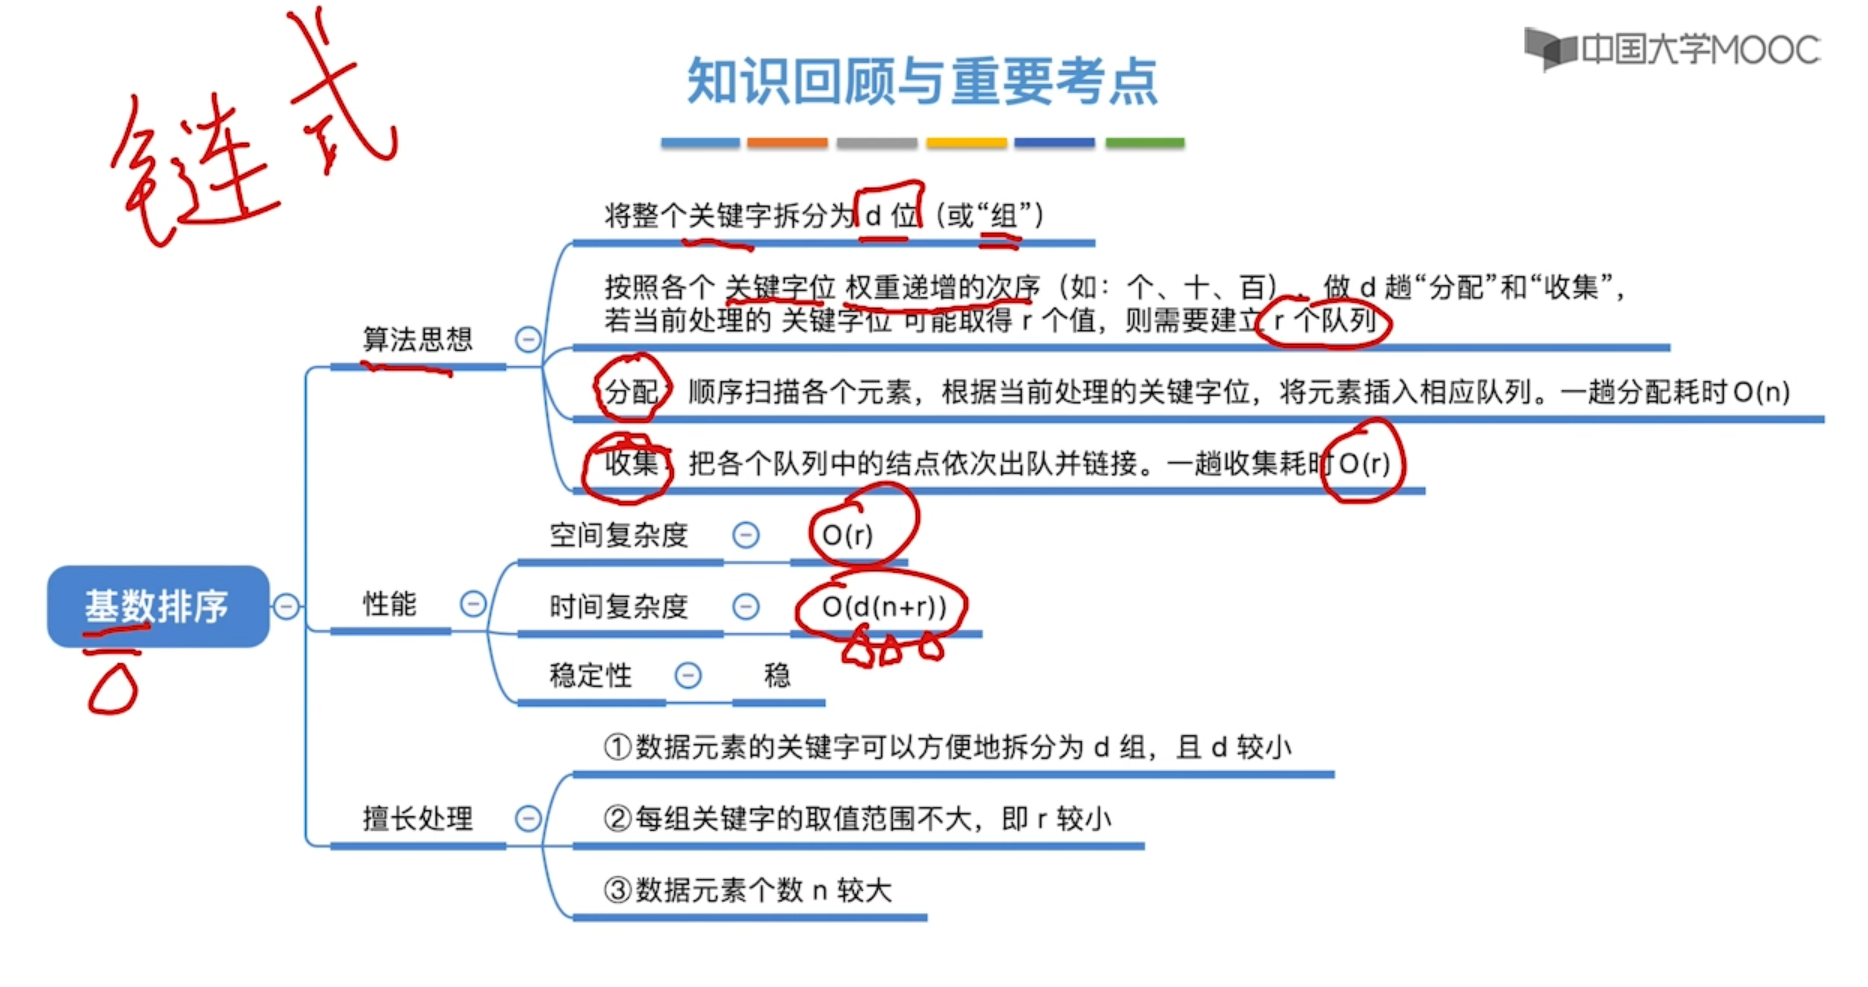 中国大学MOOC
知识回顾与重要考点
链式
将整个关键字拆分为 d 位（或“组”）
按照各个 关键字位 权重递增的次序（如：个、十、百），做 d 趟“分配”和“收集”，
若当前处理的 关键字位 可能取得 r 个值，则需要建立 r 个队列
算法思想
分配：顺序扫描各个元素，根据当前处理的关键字位，将元素插入相应队列。一趟分配耗时O(n)
收集：把各个队列中的结点依次出队并链接。一趟收集耗时O(r)
空间复杂度 O(r)
基数排序
性能
时间复杂度 O(d(n+r))
稳定性 稳
①数据元素的关键字可以方便地拆分为 d 组，且 d 较小
擅长处理
②每组关键字的取值范围不大，即 r 较小
③数据元素个数 n 较大